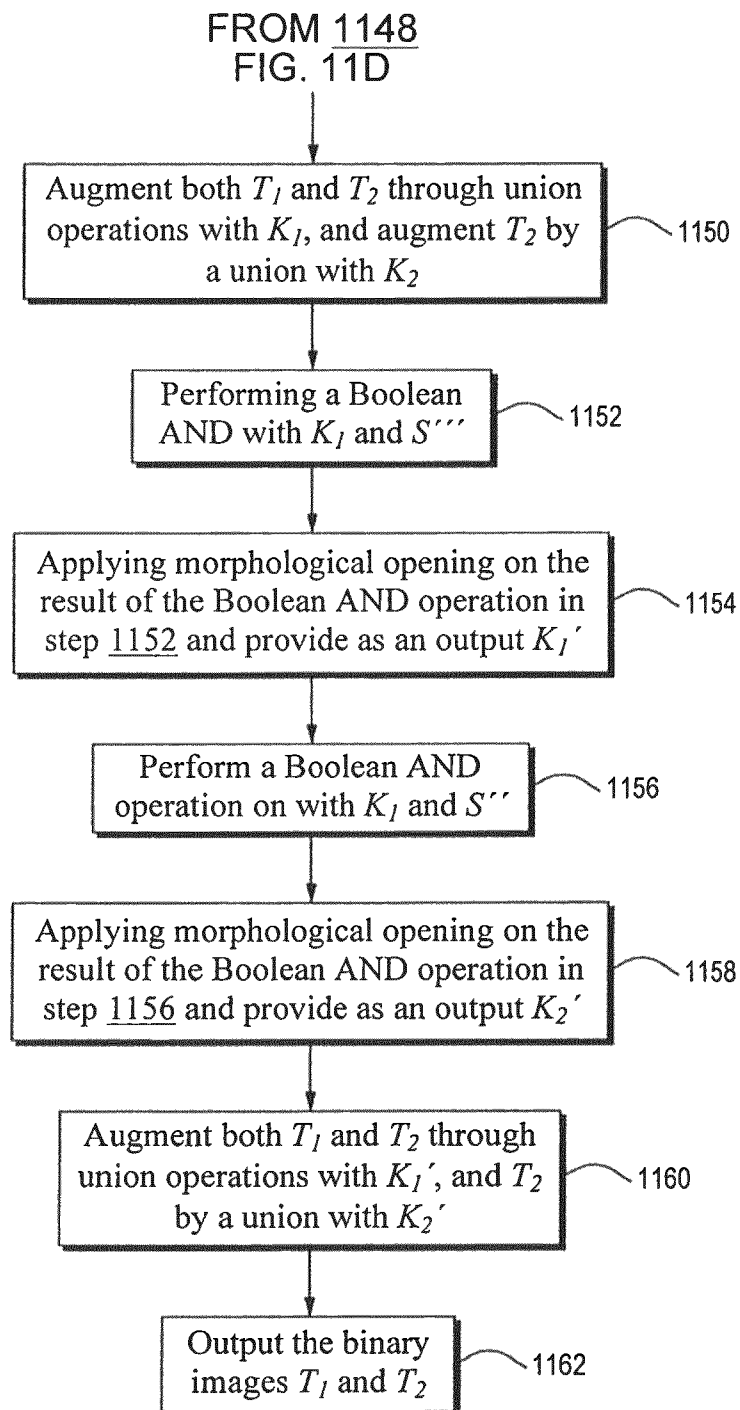 FROM 1148
FIG. 11D
Augment both T₁ and T₂ through union
operations with K₁, and augment T₂ by
a union with K₂
1150
Performing a Boolean
AND with K₁ and S´´´
1152
Applying morphological opening on the
result of the Boolean AND operation in
step 1152 and provide as an output K₁´
1154
Perform a Boolean AND
operation on with K₁ and S´´
1156
Applying morphological opening on the
result of the Boolean AND operation in
step 1156 and provide as an output K₂´
1158
Augment both T₁ and T₂ through
union operations with K₁´, and T₂
by a union with K₂´
1160
Output the binary
images T₁ and T₂
1162